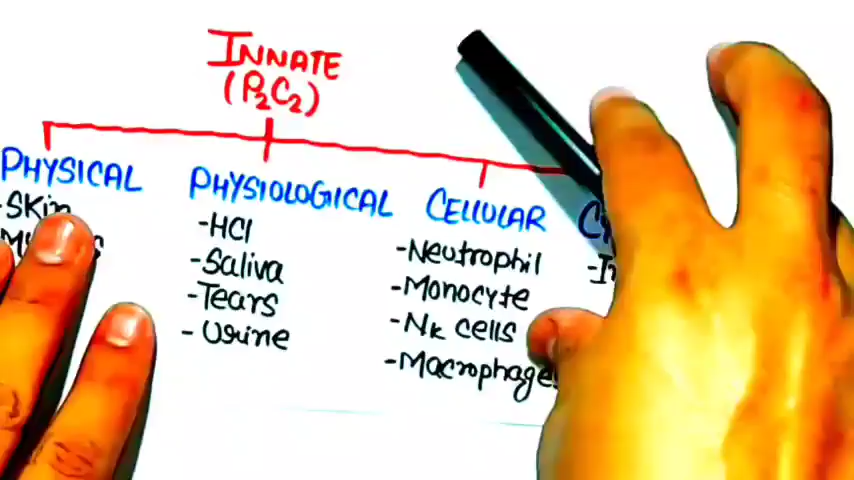 INNATE
(P2C2)
PHYSICAL
-Skin
PHYSIOLOGICAL
-HCl
-Saliva
-Tears
-Urine
CELLULAR
-Neutrophil
-Monocyte
-NK cells
-Macrophage